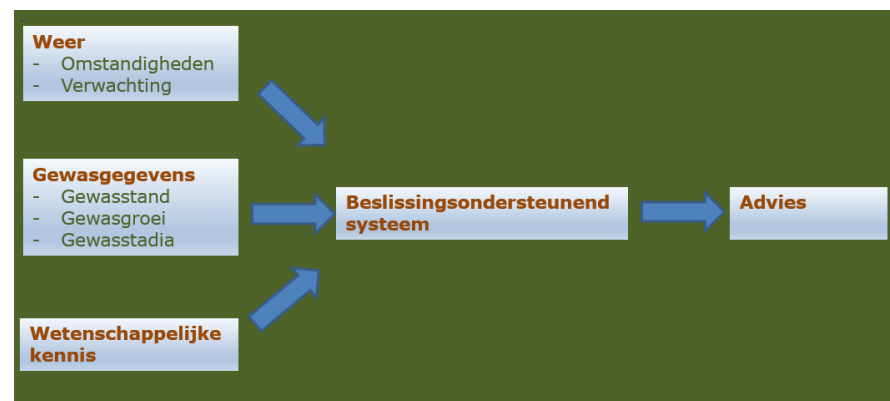 Weer
- Omstandigheden
- Verwachting
Gewasgegevens
- Gewasstand
- Gewasgroei
- Gewasstadia
Wetenschappelijke
kennis
Beslissingsondersteunend
systeem
Advies